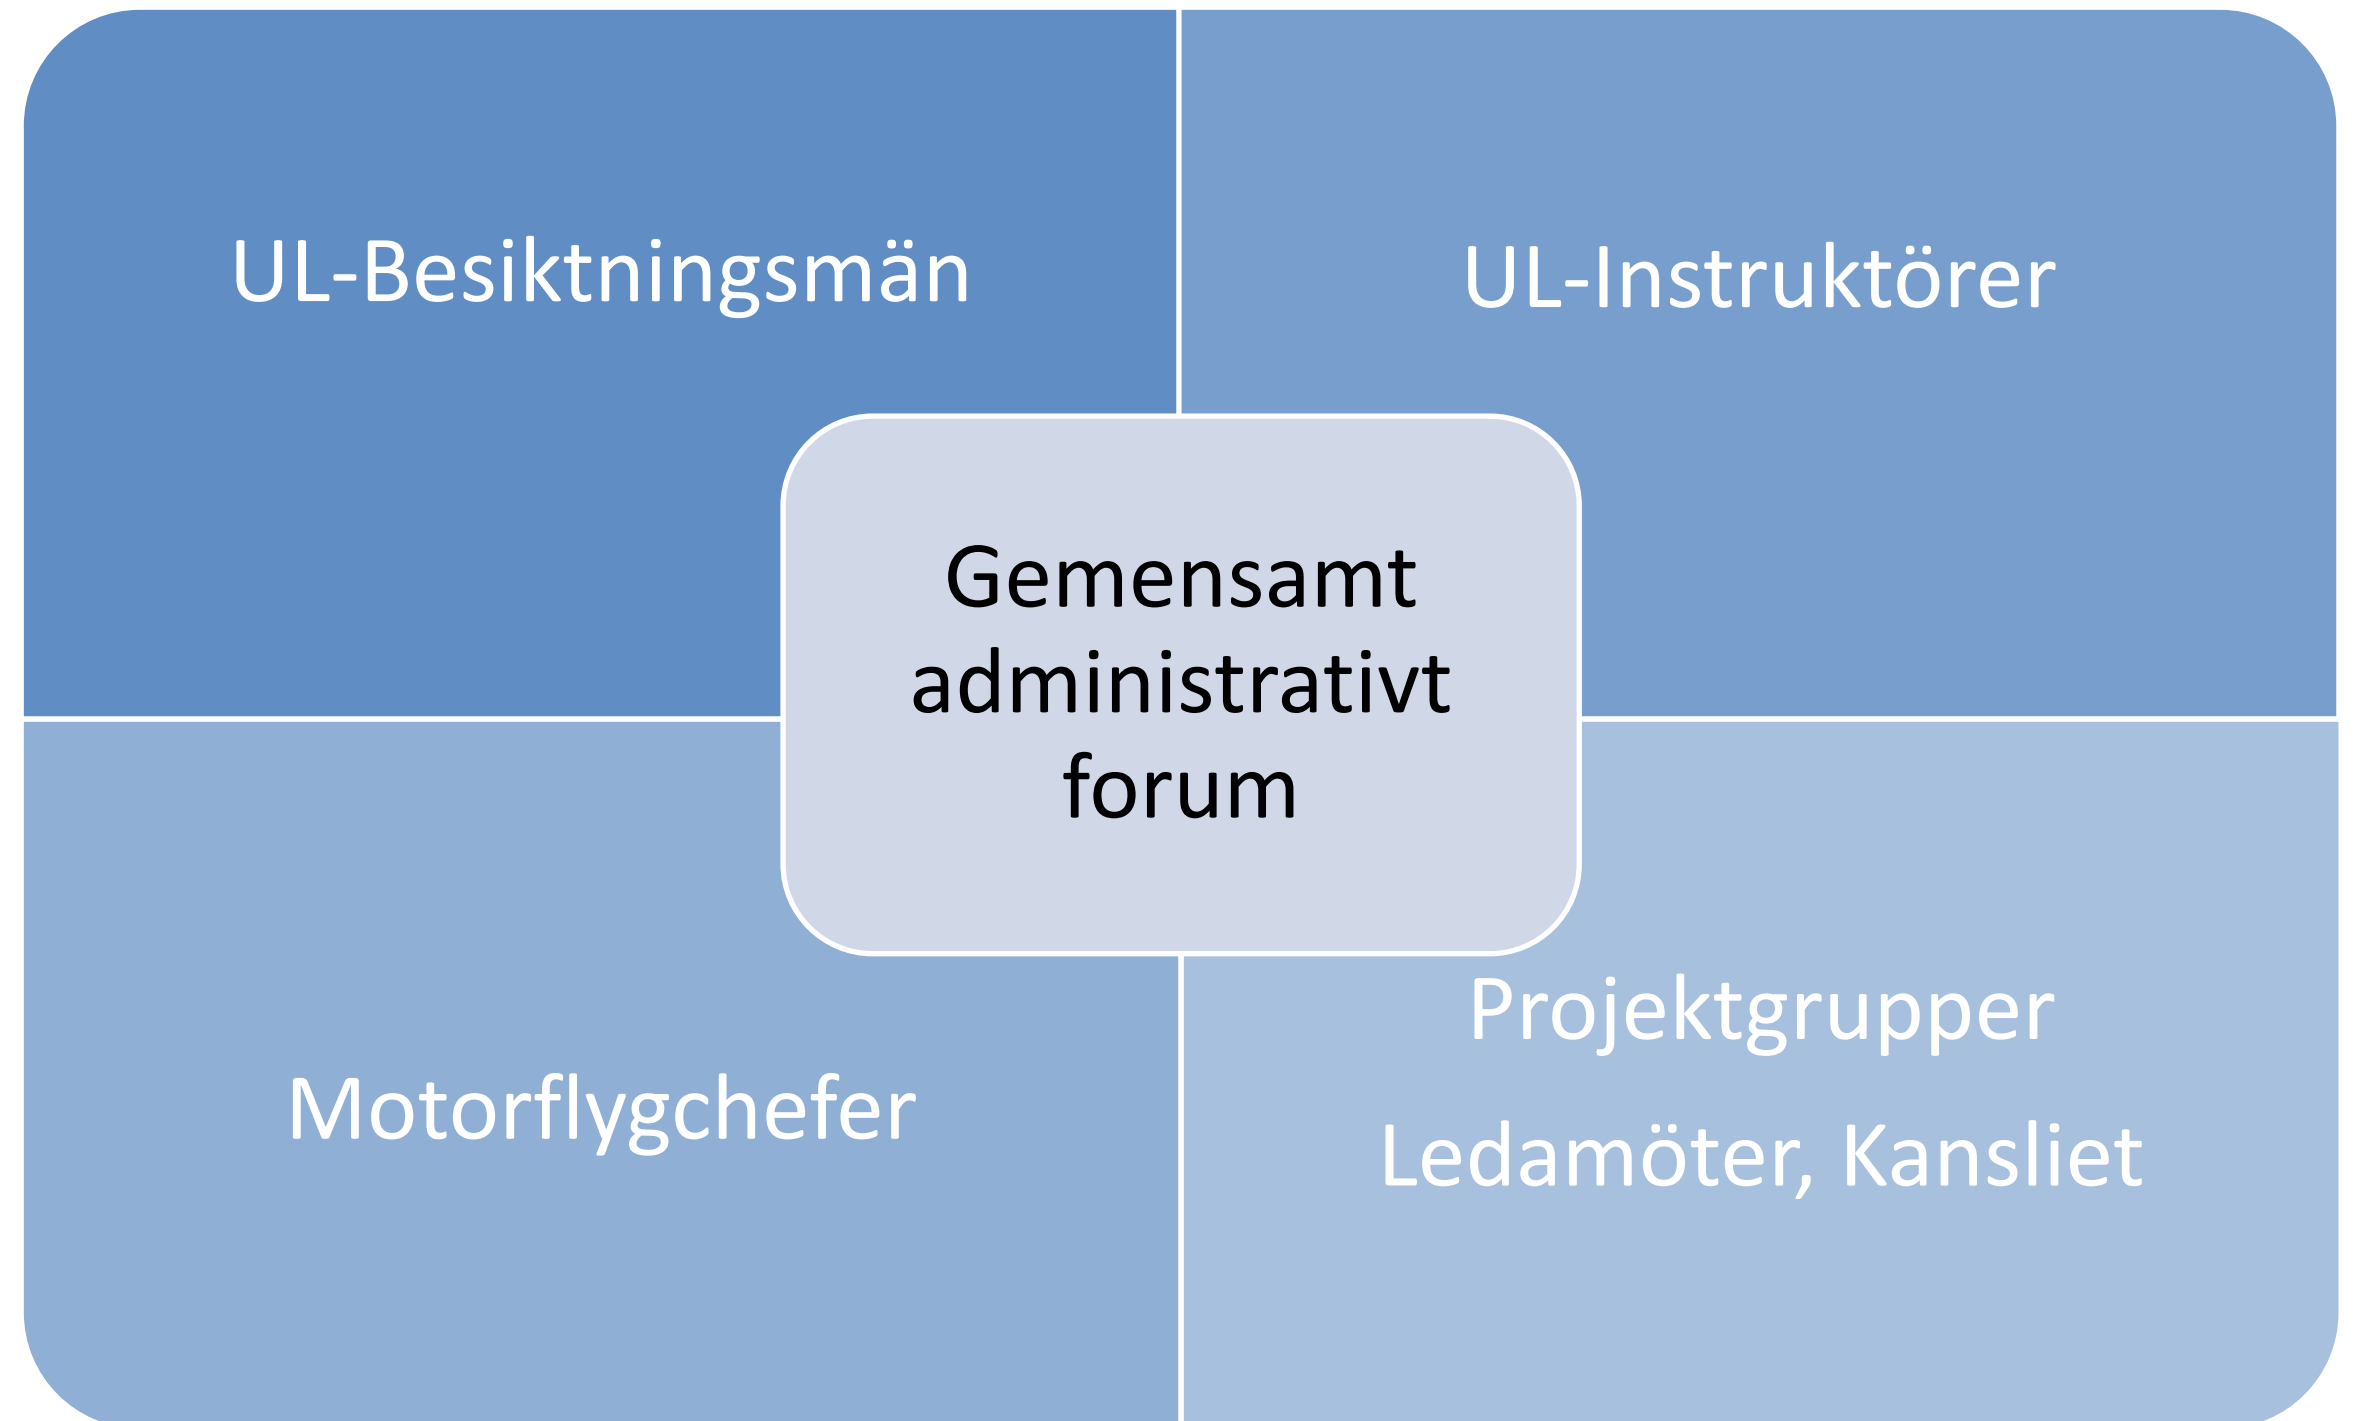 UL-Besiktningsmän
UL-Instruktörer
Gemensamt
administrativt
forum
Motorflygchefer
Projektgrupper
Ledamöter, Kansliet